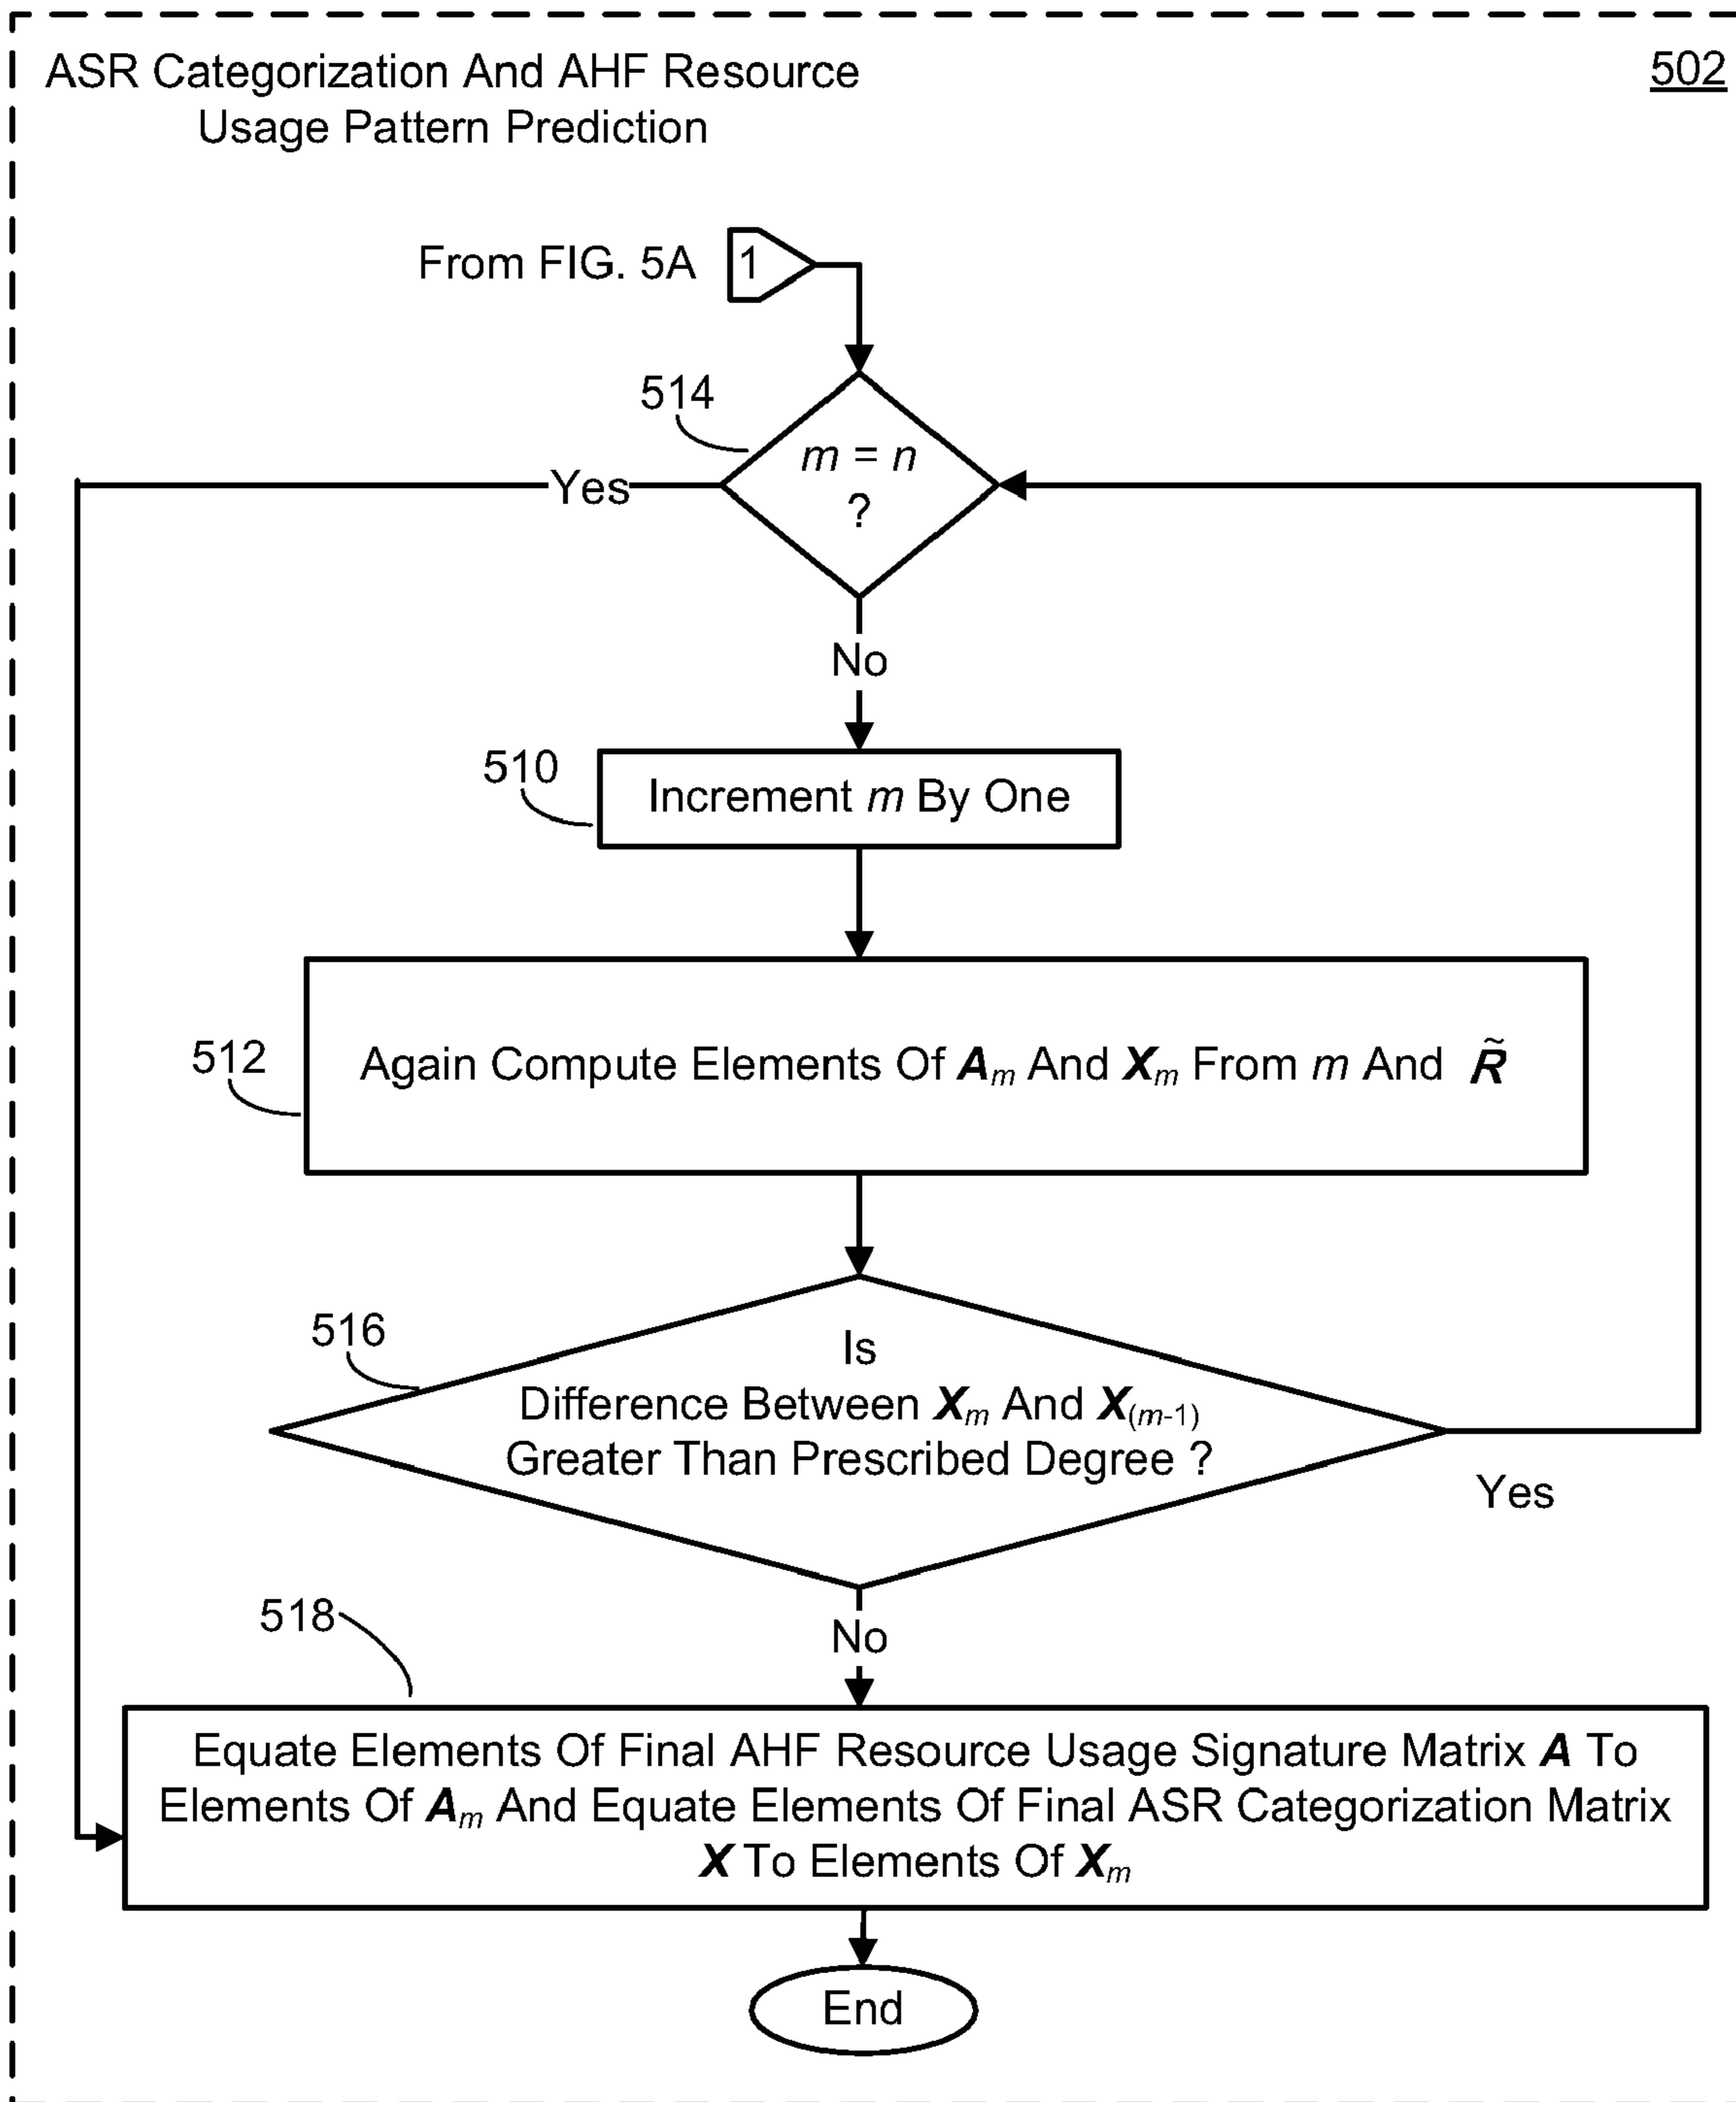 ASR Categorization And AHF Resource
Usage Pattern Prediction
502
From FIG. 5A
1
514
m = n
?
Yes
No
510
Increment m By One
512
Again Compute Elements Of Aₘ And Xₘ From m And R̃
516
Is
Difference Between Xₘ And X₍ₘ₋₁₎
Greater Than Prescribed Degree ?
Yes
No
518
Equate Elements Of Final AHF Resource Usage Signature Matrix A To
Elements Of Aₘ And Equate Elements Of Final ASR Categorization Matrix
X To Elements Of Xₘ
End